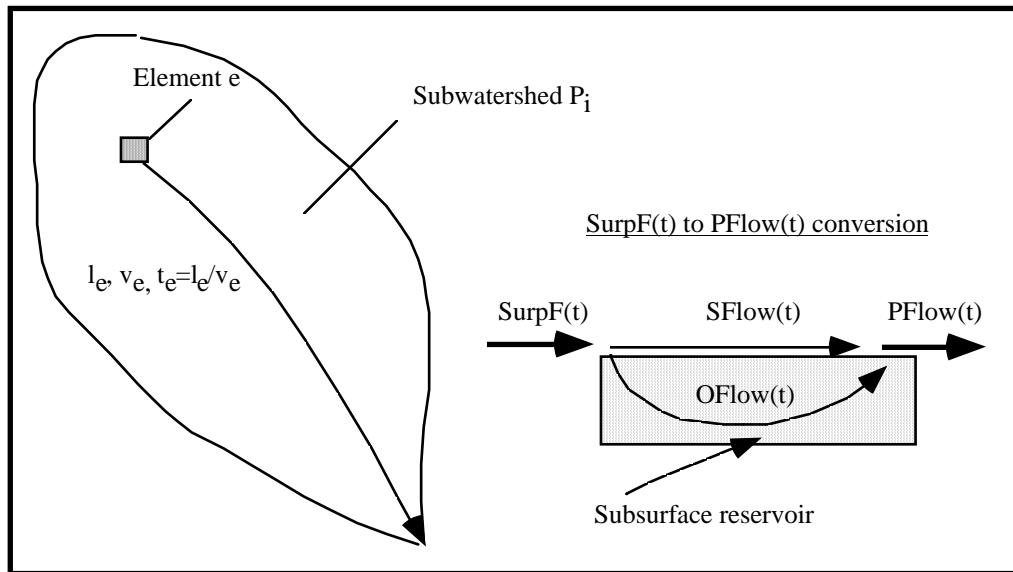 Element e
Subwatershed Pi
le, ve, te=le/ve
SurpF(t) to PFlow(t) conversion
SurpF(t)
SFlow(t)
PFlow(t)
OFlow(t)
Subsurface reservoir